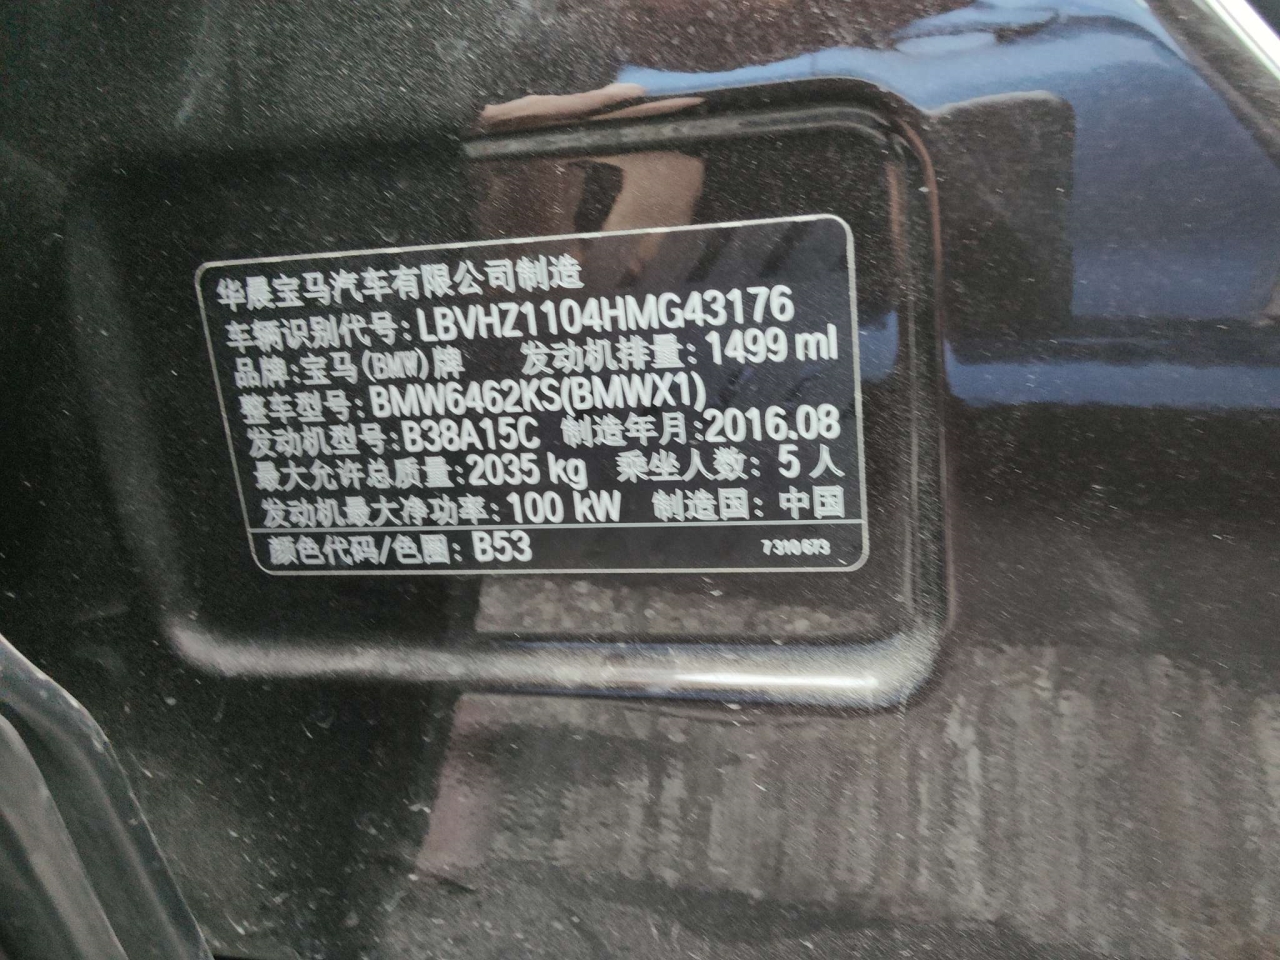 华晨宝马汽车有限公司制造
车辆识别代号:LBVHZ1104HMG43176
品牌:宝马(BMW)牌 发动机排量:1499 ml
整车型号:BMW6462KS(BMWX1)
发动机型号:B38A15C 制造年月:2016.08
最大允许总质量:2035 kg 乘坐人数:5人
发动机最大净功率:100 kW 制造国:中国
颜色代码/色圈:B53 7310673